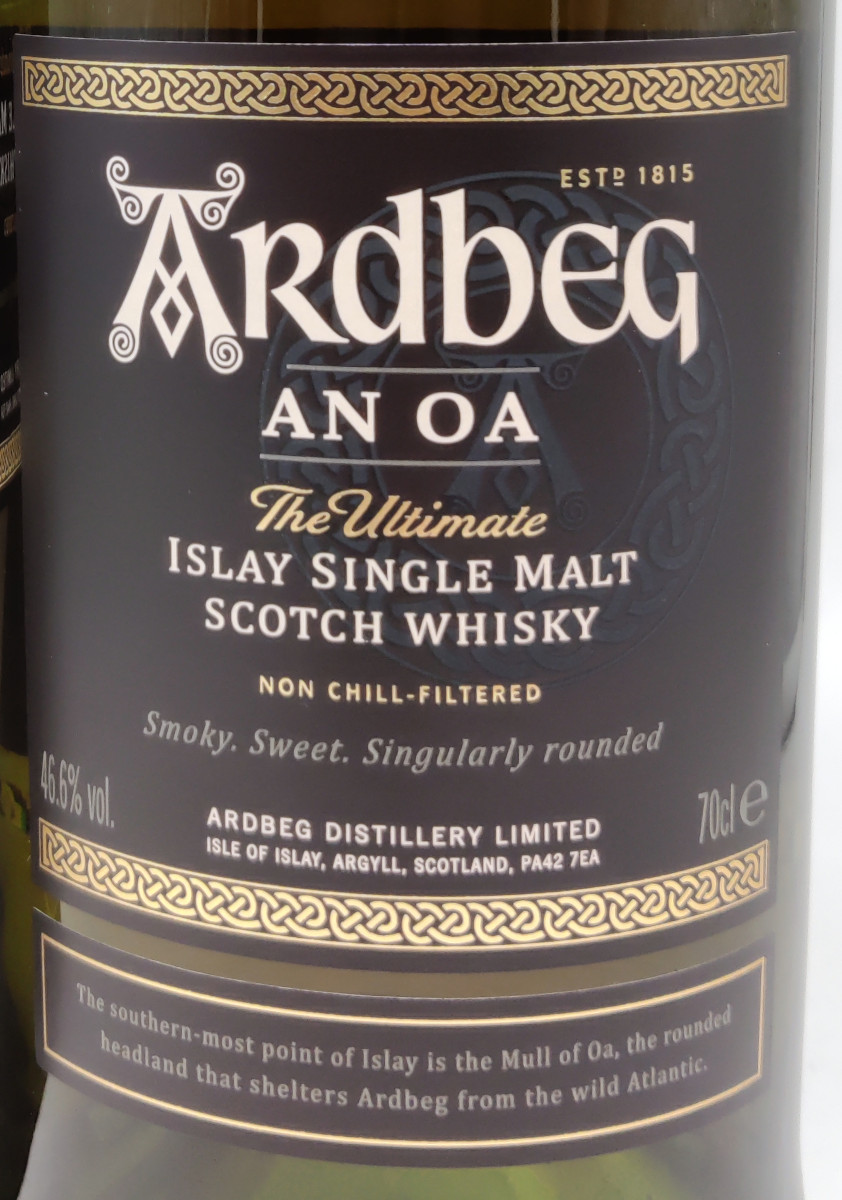 ESTD 1815
ARDBEG
AN OA
The Ultimate
ISLAY SINGLE MALT
SCOTCH WHISKY
NON CHILL-FILTERED
Smoky. Sweet. Singularly rounded
46.6% vol.
70cl e
ARDBEG DISTILLERY LIMITED
ISLE OF ISLAY, ARGYLL, SCOTLAND, PA42 7EA
The southern-most point of Islay is the Mull of Oa, the rounded
headland that shelters Ardbeg from the wild Atlantic.